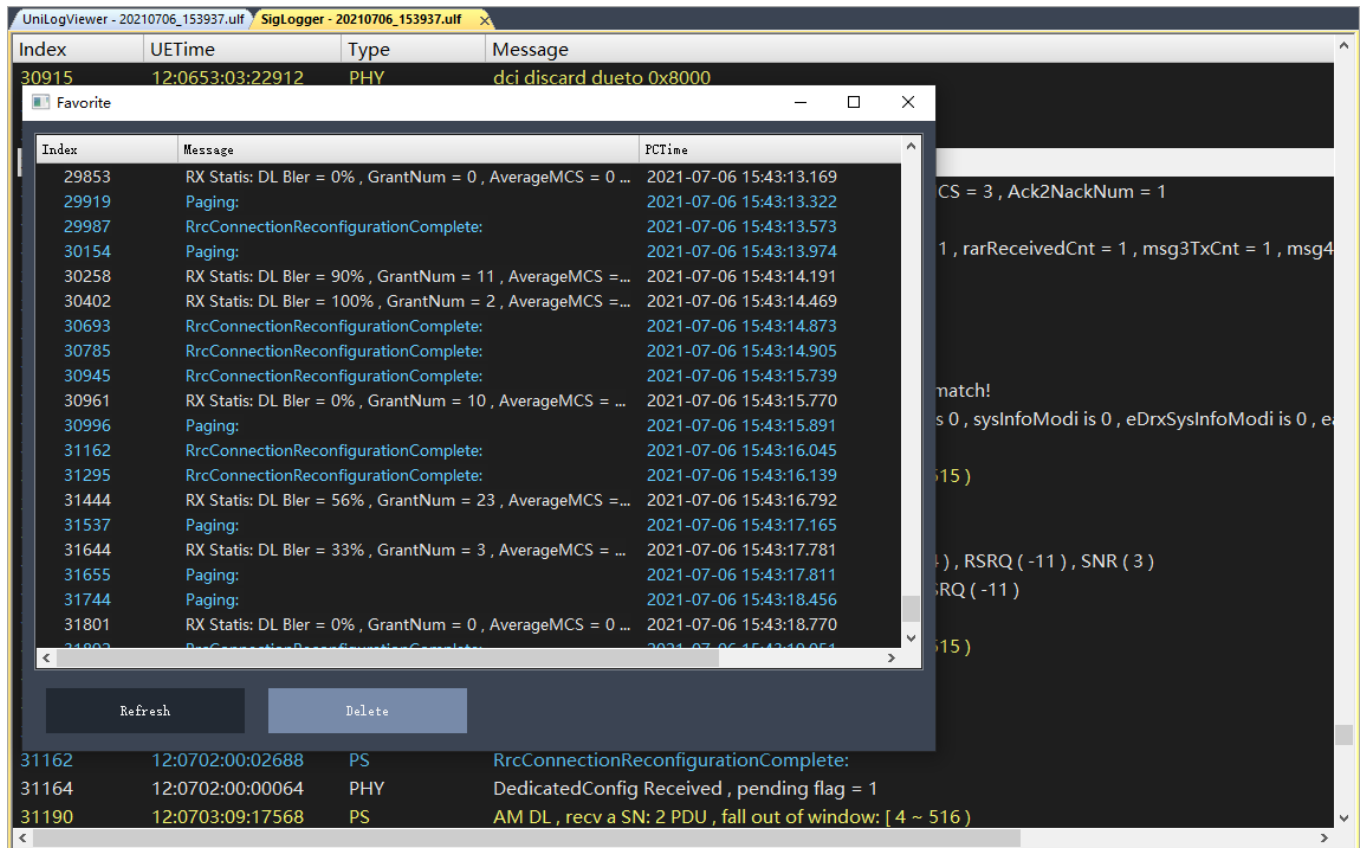 UniLogViewer - 20210706_153937.ulf SigLogger - 20210706_153937.ulf
Index UETime Type Message
30915 12:0653:03:22912 PHY dci discard dueto 0x8000
Favorite
Index Message PCTime
29853 RX Statis: DL Bler = 0% , GrantNum = 0 , AverageMCS = 0 ... 2021-07-06 15:43:13.169
29919 Paging: 2021-07-06 15:43:13.322
CS = 3 , Ack2NackNum = 1
29987 RrcConnectionReconfigurationComplete: 2021-07-06 15:43:13.573
30154 Paging: 2021-07-06 15:43:13.974
1 , rarReceivedCnt = 1 , msg3TxCnt = 1 , msg4
30258 RX Statis: DL Bler = 90% , GrantNum = 11 , AverageMCS =... 2021-07-06 15:43:14.191
30402 RX Statis: DL Bler = 100% , GrantNum = 2 , AverageMCS =... 2021-07-06 15:43:14.469
30693 RrcConnectionReconfigurationComplete: 2021-07-06 15:43:14.873
30785 RrcConnectionReconfigurationComplete: 2021-07-06 15:43:14.905
30945 RrcConnectionReconfigurationComplete: 2021-07-06 15:43:15.739
match!
30961 RX Statis: DL Bler = 0% , GrantNum = 10 , AverageMCS = ... 2021-07-06 15:43:15.770
30996 Paging: 2021-07-06 15:43:15.891
s 0 , sysInfoModi is 0 , eDrxSysInfoModi is 0 , ea
31162 RrcConnectionReconfigurationComplete: 2021-07-06 15:43:16.045
31295 RrcConnectionReconfigurationComplete: 2021-07-06 15:43:16.139
515 )
31444 RX Statis: DL Bler = 56% , GrantNum = 23 , AverageMCS =... 2021-07-06 15:43:16.792
31537 Paging: 2021-07-06 15:43:17.165
31644 RX Statis: DL Bler = 33% , GrantNum = 3 , AverageMCS = ... 2021-07-06 15:43:17.781
) , RSRQ ( -11 ) , SNR ( 3 )
31655 Paging: 2021-07-06 15:43:17.811
SRQ ( -11 )
31744 Paging: 2021-07-06 15:43:18.456
31801 RX Statis: DL Bler = 0% , GrantNum = 0 , AverageMCS = 0 ... 2021-07-06 15:43:18.770
515 )
Refresh Delete
31162 12:0702:00:02688 PS RrcConnectionReconfigurationComplete:
31164 12:0702:00:00064 PHY DedicatedConfig Received , pending flag = 1
31190 12:0703:09:17568 PS AM DL , recv a SN: 2 PDU , fall out of window: [ 4 ~ 516 )